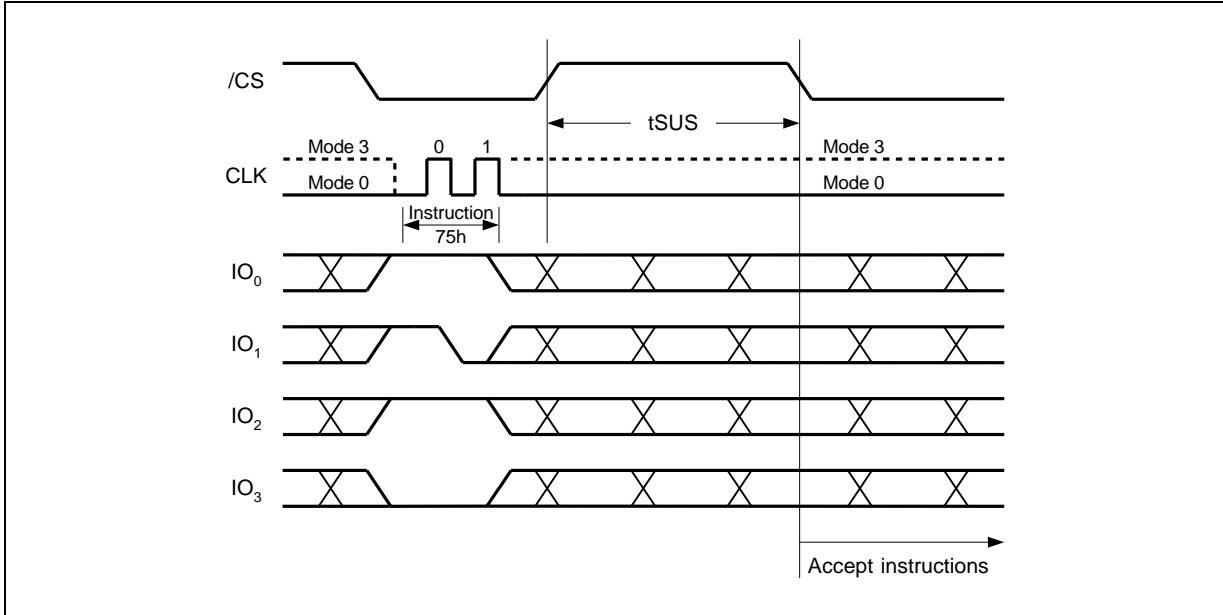 /CS
tSUS
Mode 3 0 1 Mode 3
CLK
Mode 0 Mode 0
Instruction
75h
IO0
IO1
IO2
IO3
Accept instructions